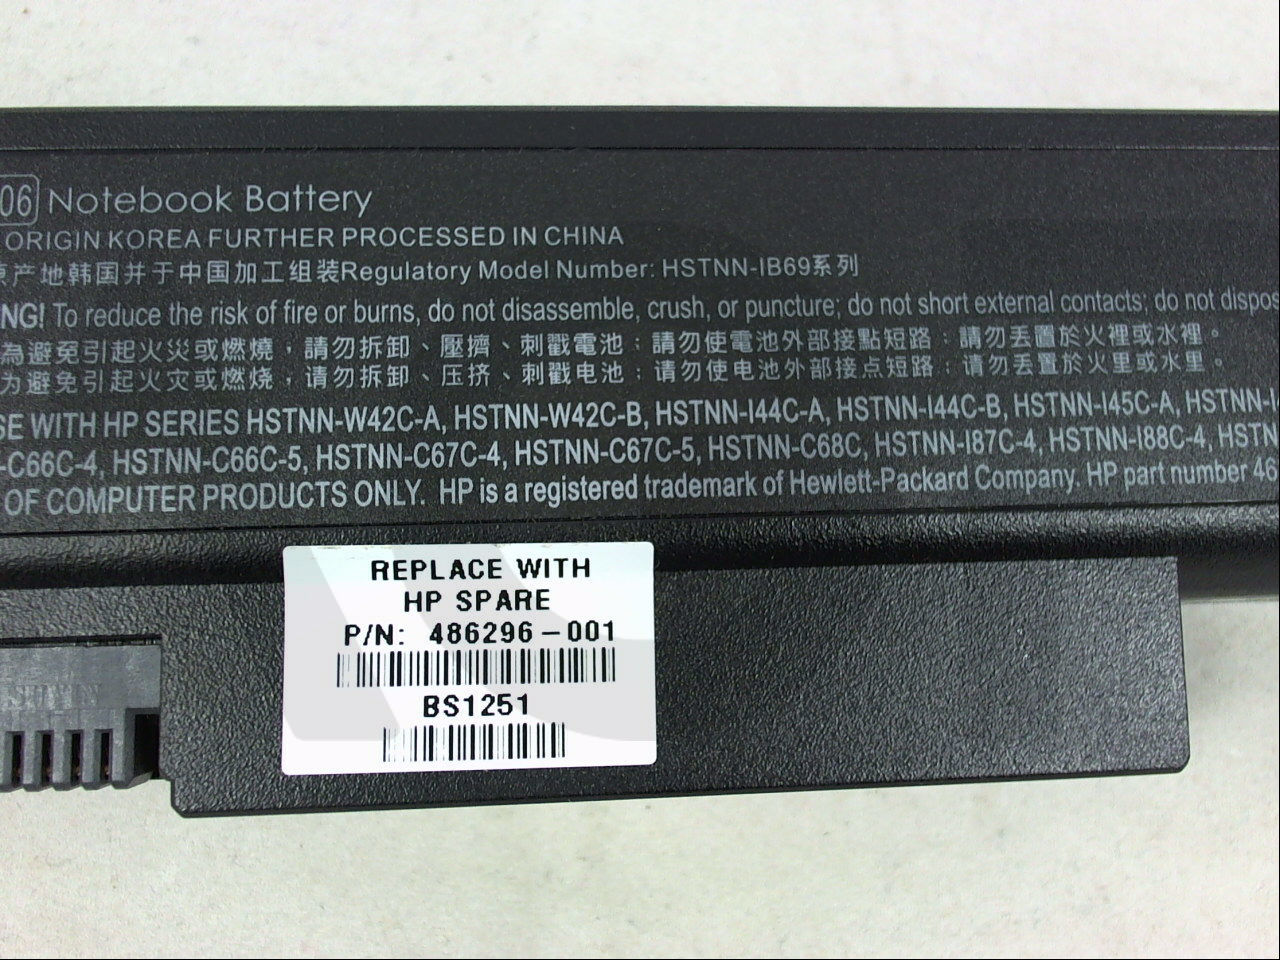 06 Notebook Battery
ORIGIN KOREA FURTHER PROCESSED IN CHINA
原产地韩国并于中国加工组装Regulatory Model Number: HSTNN-IB69系列
NG! To reduce the risk of fire or burns, do not disassemble, crush, or puncture; do not short external contacts; do not dispos
為避免引起火災或燃燒，請勿拆卸、壓擠、刺戳電池；請勿使電池外部接點短路；請勿丟置於火裡或水裡。
为避免引起火灾或燃烧，请勿拆卸、压挤、刺戳电池；请勿使电池外部接点短路；请勿丢置於火里或水里。
SE WITH HP SERIES HSTNN-W42C-A, HSTNN-W42C-B, HSTNN-I44C-A, HSTNN-I44C-B, HSTNN-I45C-A, HSTNN-I
-C66C-4, HSTNN-C66C-5, HSTNN-C67C-4, HSTNN-C67C-5, HSTNN-C68C, HSTNN-I87C-4, HSTNN-I88C-4, HSTN
OF COMPUTER PRODUCTS ONLY. HP is a registered trademark of Hewlett-Packard Company. HP part number 46
REPLACE WITH
HP SPARE
P/N: 486296-001
BS1251